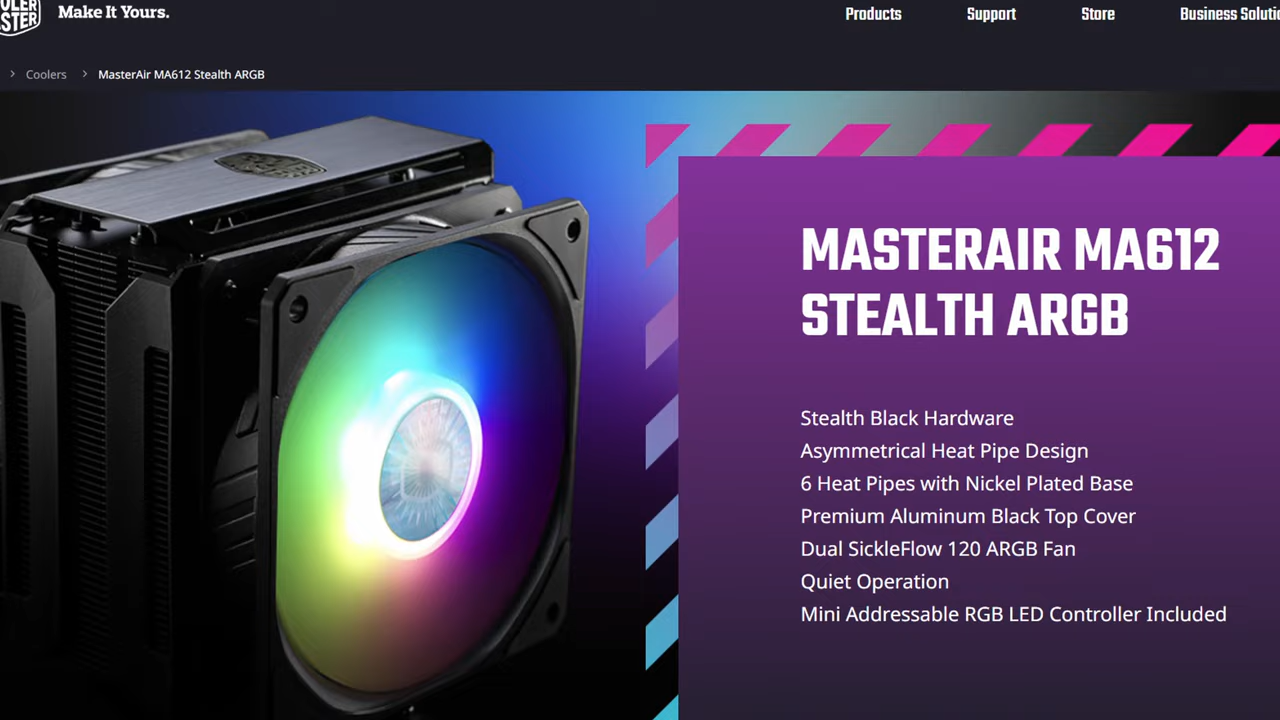 Make It Yours.
Products
Support
Store
Business
Coolers
MasterAir MA612 Stealth ARGB
MASTERAIR MA612
STEALTH ARGB
Stealth Black Hardware
Asymmetrical Heat Pipe Design
6 Heat Pipes with Nickel Plated Base
Premium Aluminum Black Top Cover
Dual SickleFlow 120 ARGB Fan
Quiet Operation
Mini Addressable RGB LED Controller Included